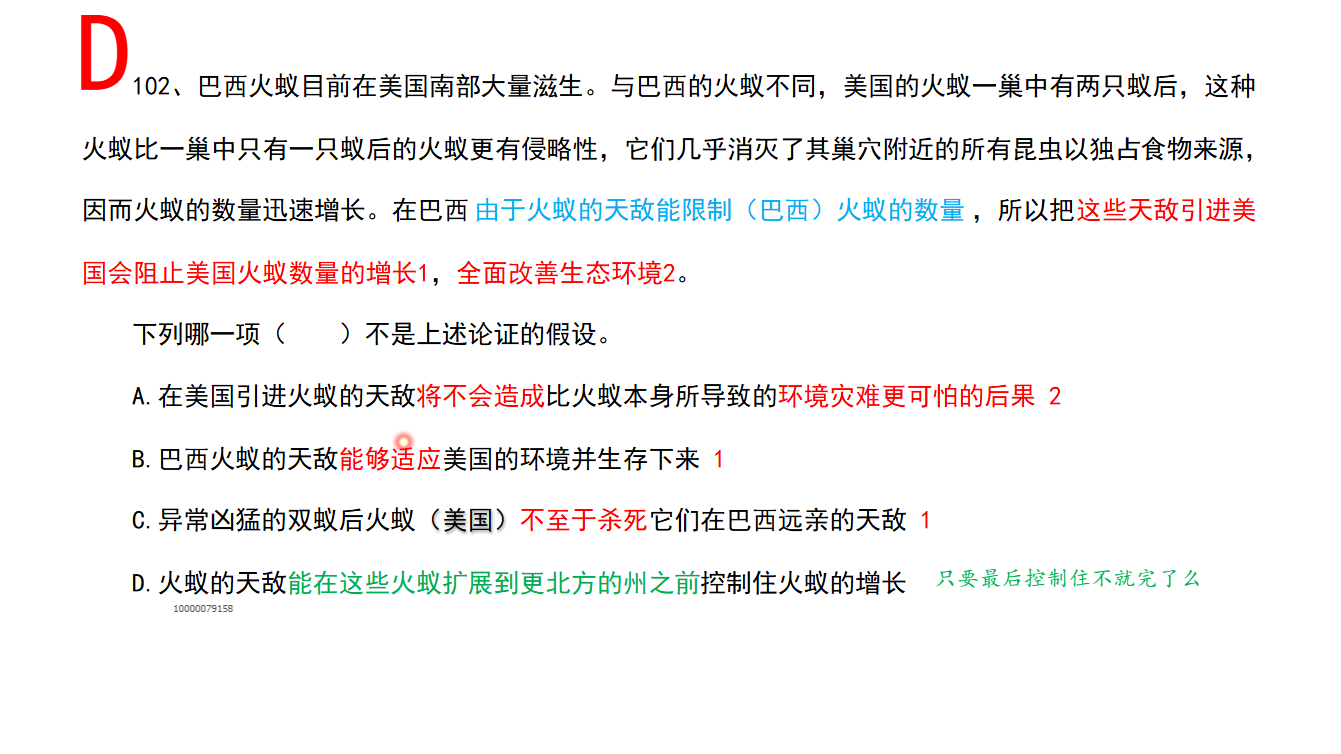 D
102、巴西火蚁目前在美国南部大量滋生。与巴西的火蚁不同，美国的火蚁一巢中有两只蚁后，这种
火蚁比一巢中只有一只蚁后的火蚁更有侵略性，它们几乎消灭了其巢穴附近的所有昆虫以独占食物来源，
因而火蚁的数量迅速增长。在巴西由于火蚁的天敌能限制（巴西）火蚁的数量，所以把这些天敌引进美
国会阻止美国火蚁数量的增长1，全面改善生态环境2。
下列哪一项（　　）不是上述论证的假设。
A.在美国引进火蚁的天敌将不会造成比火蚁本身所导致的环境灾难更可怕的后果 2
B.巴西火蚁的天敌能够适应美国的环境并生存下来 1
C.异常凶猛的双蚁后火蚁（美国）不至于杀死它们在巴西远亲的天敌 1
D.火蚁的天敌能在这些火蚁扩展到更北方的州之前控制住火蚁的增长 只要最后控制住不就完了么
10000079158